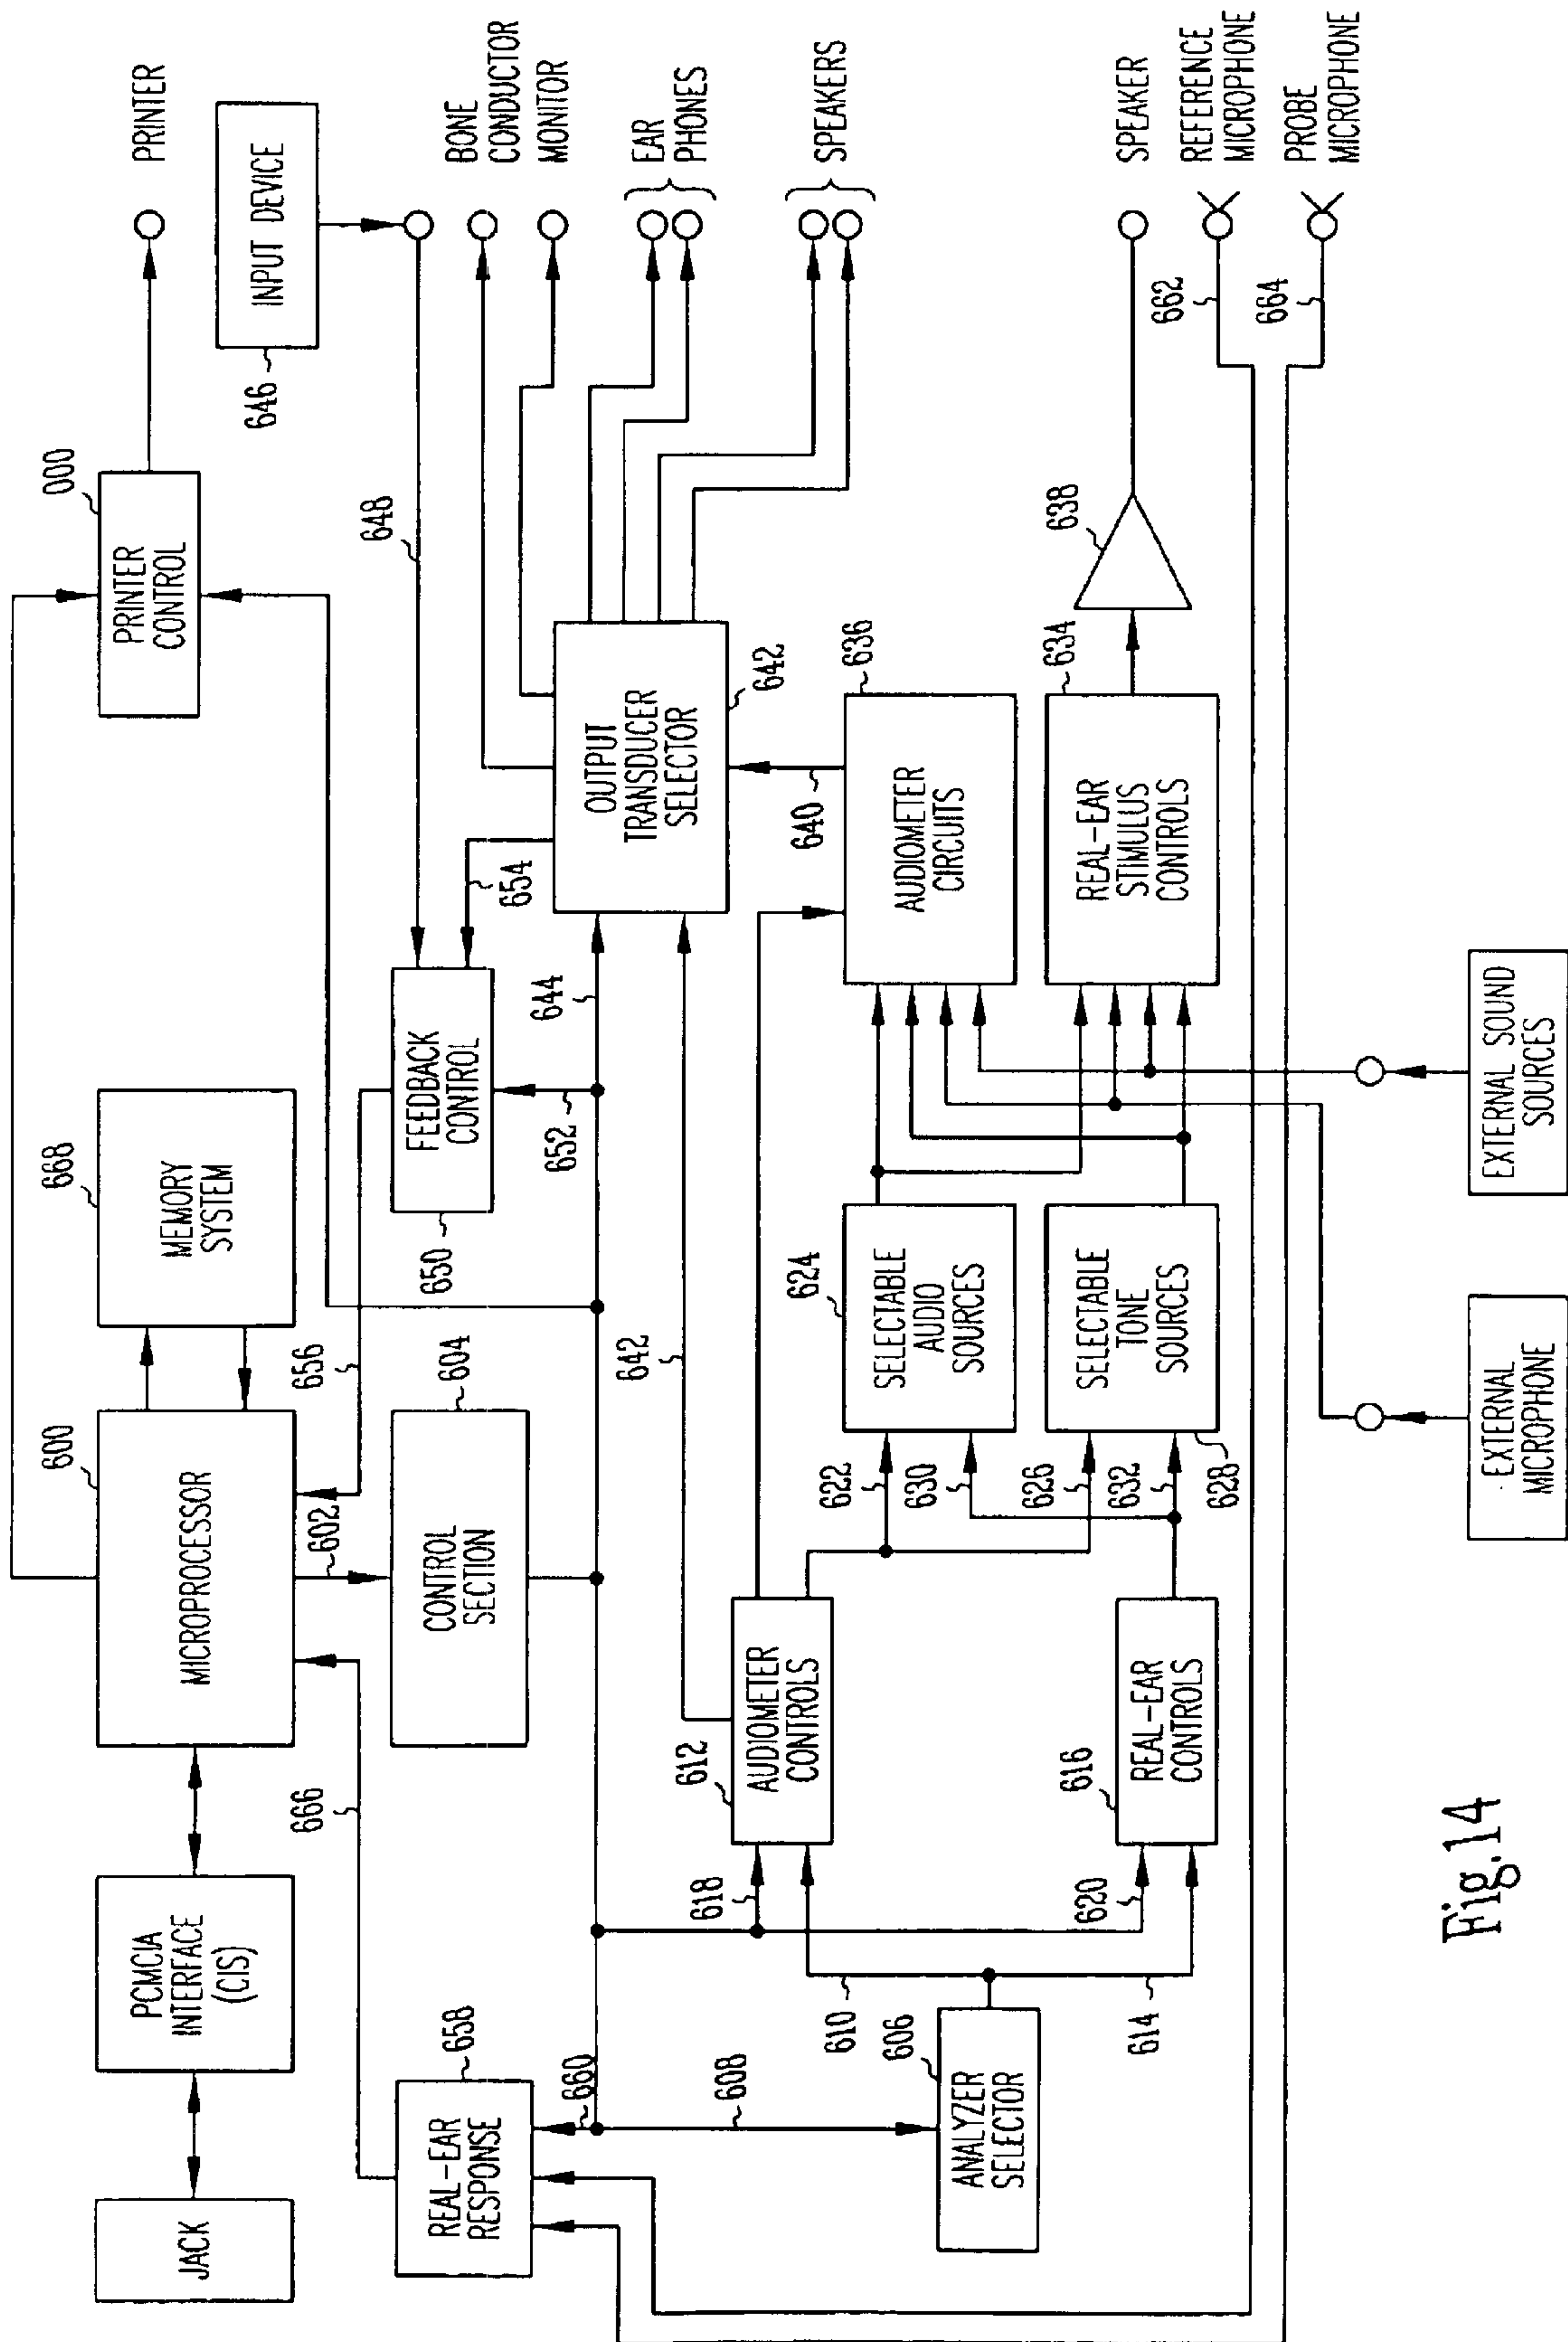 JACK
PCMCIA
INTERFACE
(CIS)
MICROPROCESSOR
600
MEMORY
SYSTEM
668
PRINTER
CONTROL
000
PRINTER
INPUT DEVICE
646
666
602
656
648
REAL-EAR
RESPONSE
658
CONTROL
SECTION
604
FEEDBACK
CONTROL
650
652
654
644
660
608
BONE
CONDUCTOR
MONITOR
EAR
PHONES
SPEAKERS
OUTPUT
TRANSDUCER
SELECTOR
642
642
640
ANALYZER
SELECTOR
606
610
614
618
620
AUDIOMETER
CONTROLS
612
REAL-EAR
CONTROLS
616
622
630
626
632
SELECTABLE
AUDIO
SOURCES
624
SELECTABLE
TONE
SOURCES
628
AUDIOMETER
CIRCUITS
636
REAL-EAR
STIMULUS
CONTROLS
634
638
SPEAKER
REFERENCE
MICROPHONE
662
PROBE
MICROPHONE
664
EXTERNAL
MICROPHONE
EXTERNAL SOUND
SOURCES
Fig.14